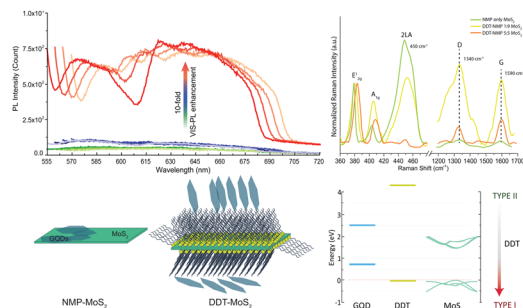 1.0x10⁴
7.5x10³
5.0x10³
2.5x10³
0.0
PL Intensity (Count)
10-fold
VIS-PL enhancement
555 570 585 600 615 630 645 660 675 690 705 720
Wavelength (nm)
NMP only MoS₂
DDT-NMP 1:9 MoS₂
DDT-NMP 5:5 MoS₂
2LA
450 cm⁻¹
D
1340 cm⁻¹
G
1590 cm⁻¹
E¹₂g
A₁g
Normalized Raman Intensity (a.u.)
360 380 400 420 440 460 1200 1300 1400 1500 1600 1700
Raman Shift (cm⁻¹)
GQDs
MoS₂
NMP-MoS₂
DDT-MoS₂
4
3
2
1
0
-1
Energy (eV)
GQD DDT MoS
TYPE II
DDT
TYPE I